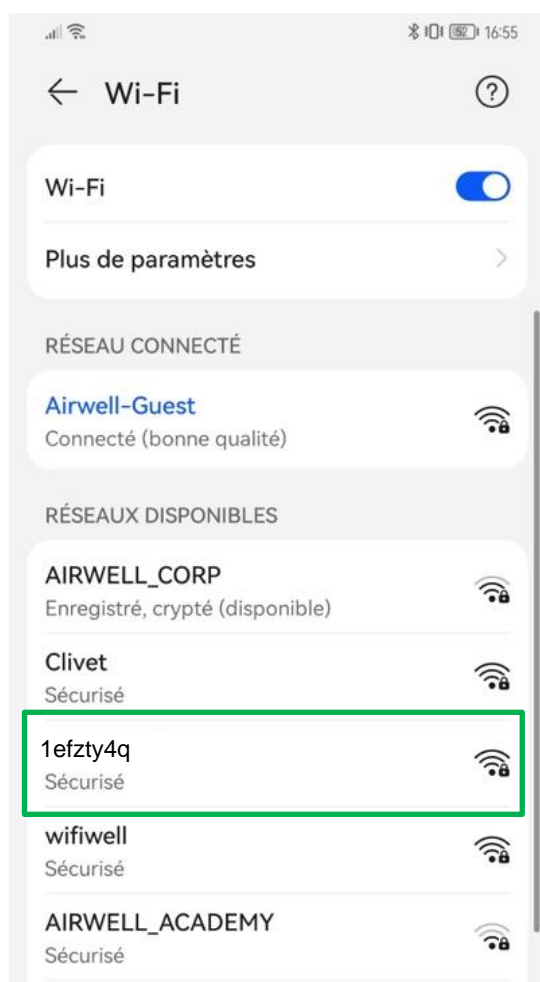 16:55
Wi-Fi
Wi-Fi
Plus de paramètres
RÉSEAU CONNECTÉ
Airwell-Guest
Connecté (bonne qualité)
RÉSEAUX DISPONIBLES
AIRWELL_CORP
Enregistré, crypté (disponible)
Clivet
Sécurisé
1efzty4q
Sécurisé
wifiwell
Sécurisé
AIRWELL_ACADEMY
Sécurisé